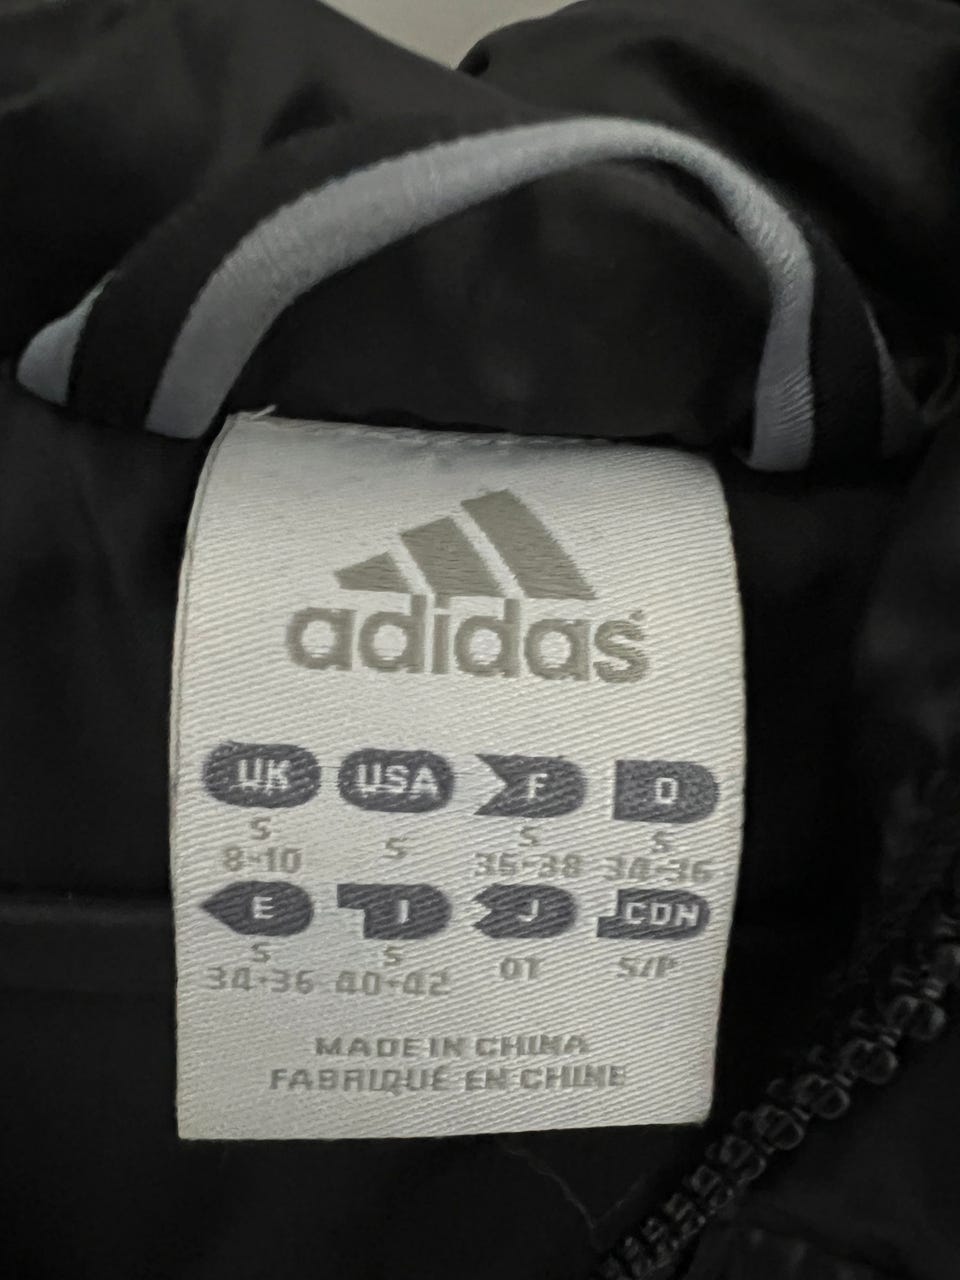 adidas
UK USA F D
S S S S
8-10 36-38 34-36
E I J CDN
S S 01 S/P
34-36 40-42
MADE IN CHINA
FABRIQUÉ EN CHINE